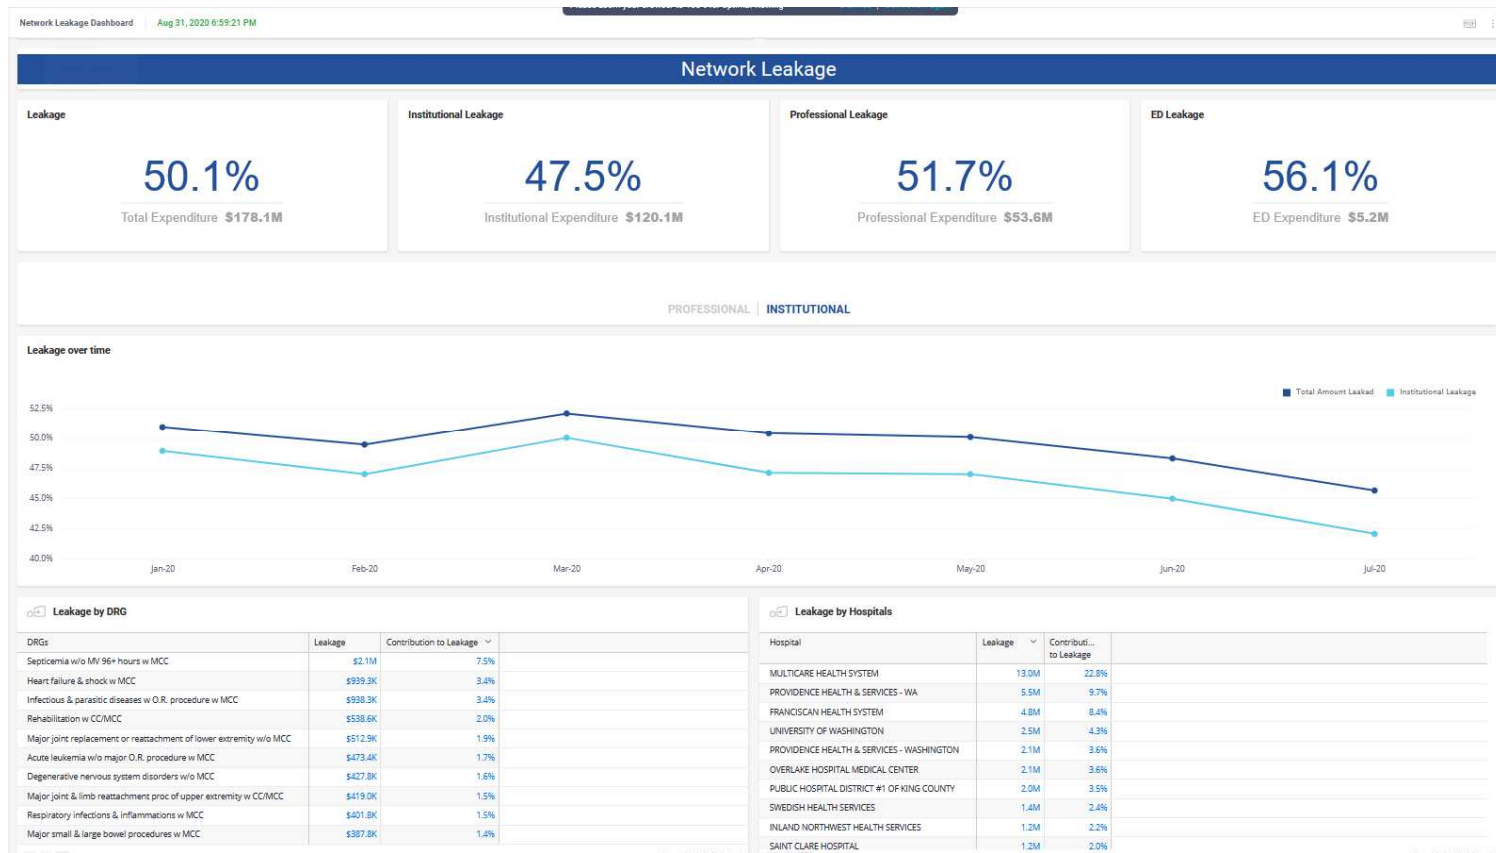 Network Leakage Dashboard Aug 31, 2020 6:59:21 PM
Network Leakage
Leakage
50.1%
Total Expenditure $178.1M
Institutional Leakage
47.5%
Institutional Expenditure $120.1M
Professional Leakage
51.7%
Professional Expenditure $53.6M
ED Leakage
56.1%
ED Expenditure $5.2M
PROFESSIONAL | INSTITUTIONAL
Leakage over time
Total Amount Leaked Institutional Leakage
52.5%
50.0%
47.5%
45.0%
42.5%
40.0%
Jan-20 Feb-20 Mar-20 Apr-20 May-20 Jun-20 Jul-20
Leakage by DRG
DRGs Leakage Contribution to Leakage
Septicemia w/o MV 96+ hours w MCC $2.1M 7.5%
Heart failure & shock w MCC $939.3K 3.4%
Infectious & parasitic diseases w O.R. procedure w MCC $938.3K 3.4%
Rehabilitation w CC/MCC $538.6K 2.0%
Major joint replacement or reattachment of lower extremity w/o MCC $512.9K 1.9%
Acute leukemia w/o major O.R. procedure w MCC $473.4K 1.7%
Degenerative nervous system disorders w/o MCC $427.8K 1.6%
Major joint & limb reattachment proc of upper extremity w CC/MCC $419.0K 1.5%
Respiratory infections & inflammations w MCC $401.8K 1.5%
Major small & large bowel procedures w MCC $387.8K 1.4%
Leakage by Hospitals
Hospital Leakage Contributi...
to Leakage
MULTICARE HEALTH SYSTEM 13.0M 22.8%
PROVIDENCE HEALTH & SERVICES - WA 5.5M 9.7%
FRANCISCAN HEALTH SYSTEM 4.8M 8.4%
UNIVERSITY OF WASHINGTON 2.5M 4.3%
PROVIDENCE HEALTH & SERVICES - WASHINGTON 2.1M 3.6%
OVERLAKE HOSPITAL MEDICAL CENTER 2.1M 3.6%
PUBLIC HOSPITAL DISTRICT #1 OF KING COUNTY 2.0M 3.5%
SWEDISH HEALTH SERVICES 1.4M 2.4%
INLAND NORTHWEST HEALTH SERVICES 1.2M 2.2%
SAINT CLARE HOSPITAL 1.2M 2.0%